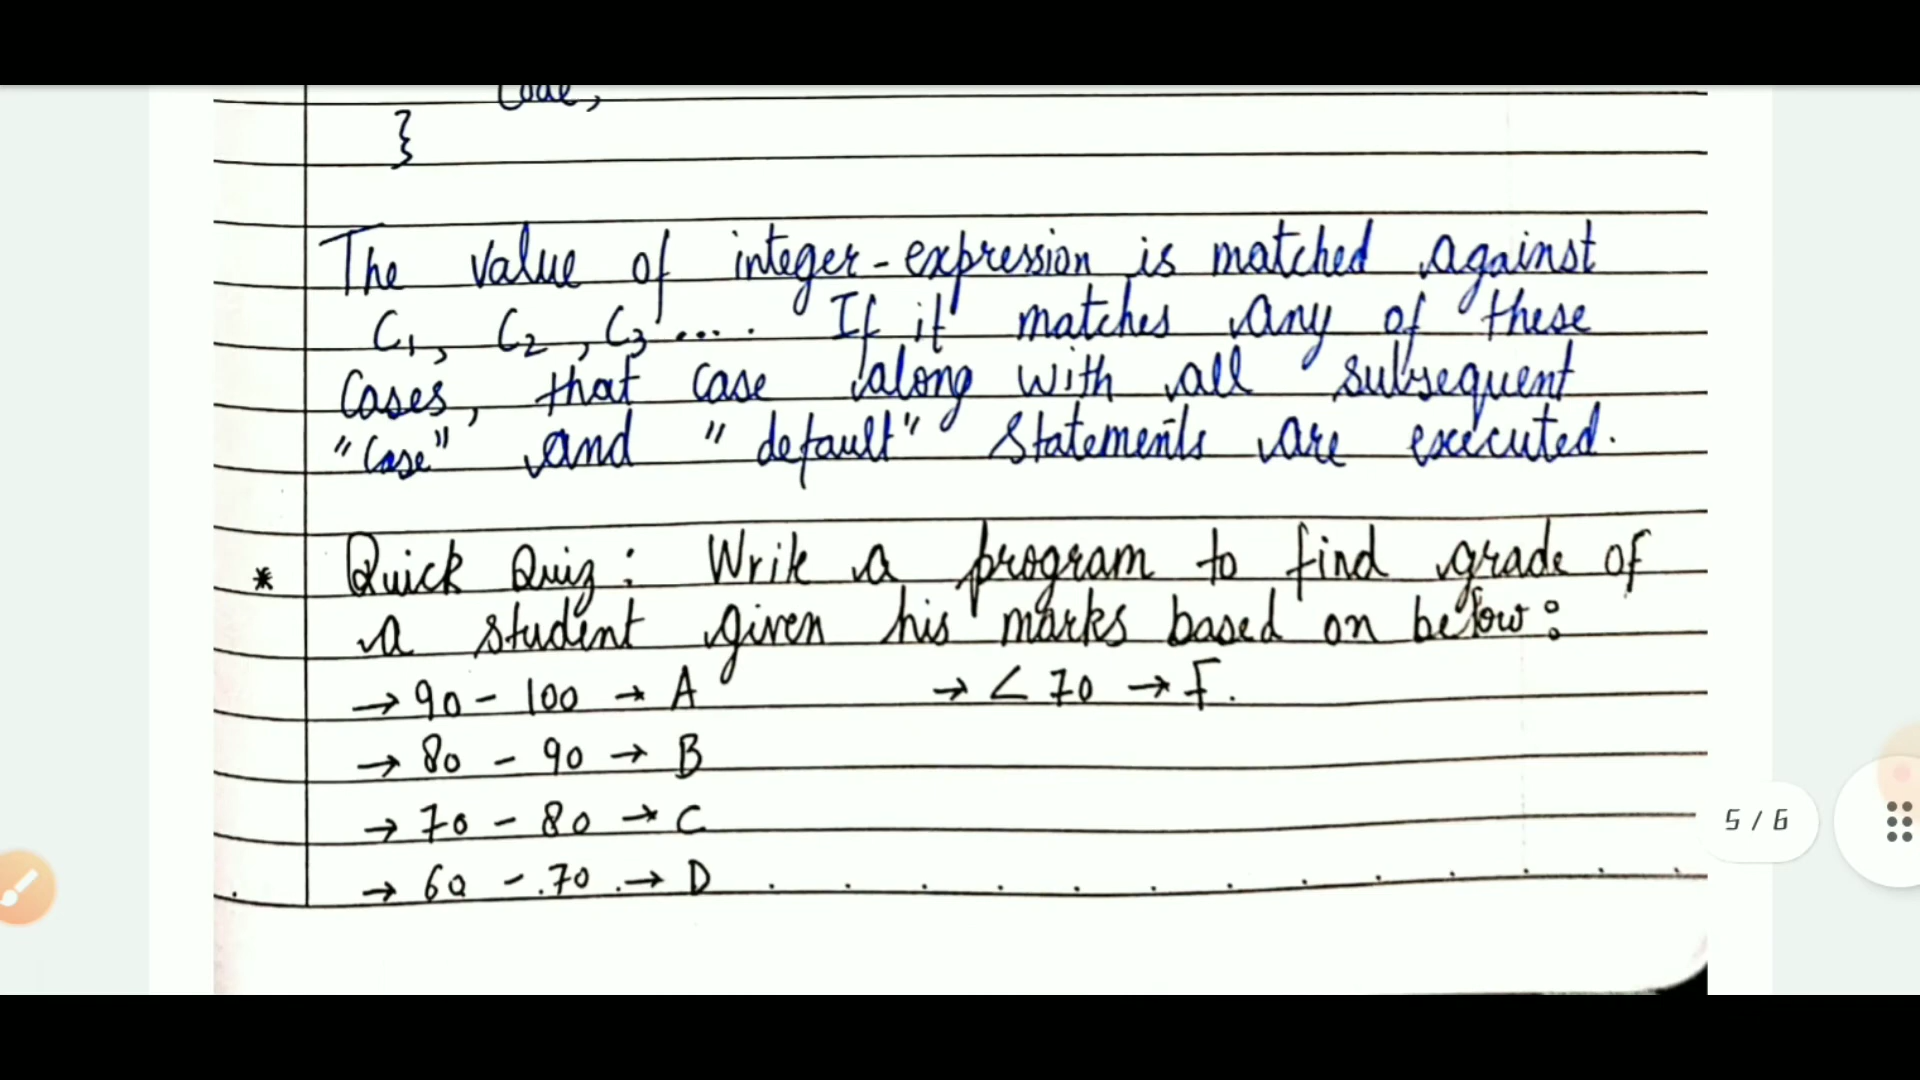 Code;
}
The value of integer-expression is matched against
C1, C2, C3 .... If it matches any of these
Cases, that case along with all subsequent
"Case" and "default" statements are executed.
* Quick Quiz: Write a program to find grade of
a student given his marks based on below:
→ 90 - 100 → A → < 70 → F.
→ 80 - 90 → B
→ 70 - 80 → C
→ 60 - 70 → D
5 / 6